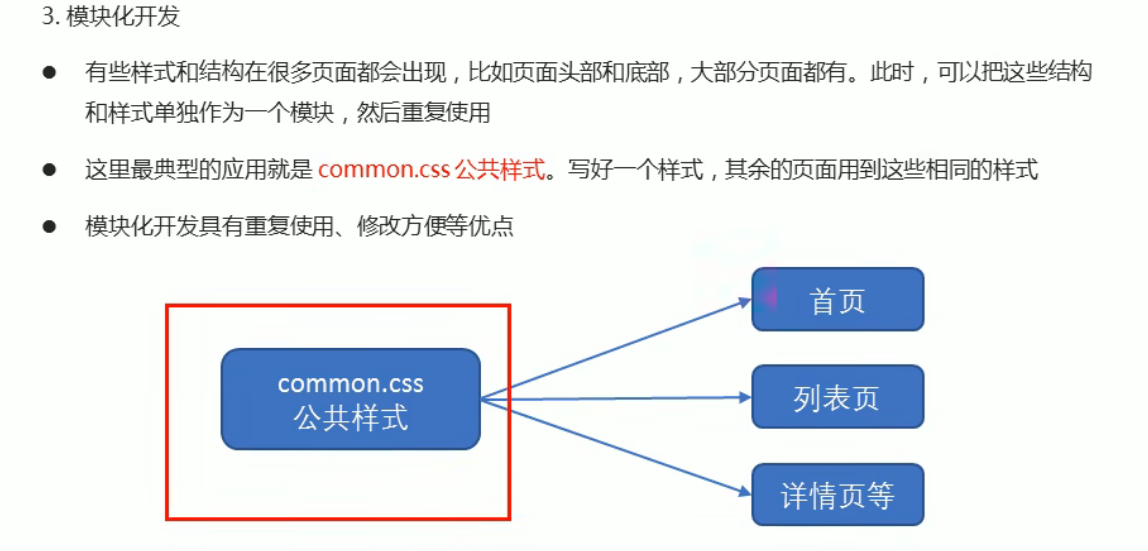 3. 模块化开发
● 有些样式和结构在很多页面都会出现，比如页面头部和底部，大部分页面都有。此时，可以把这些结构
和样式单独作为一个模块，然后重复使用
● 这里最典型的应用就是 common.css 公共样式。写好一个样式，其余的页面用到这些相同的样式
● 模块化开发具有重复使用、修改方便等优点
common.css
公共样式
首页
列表页
详情页等